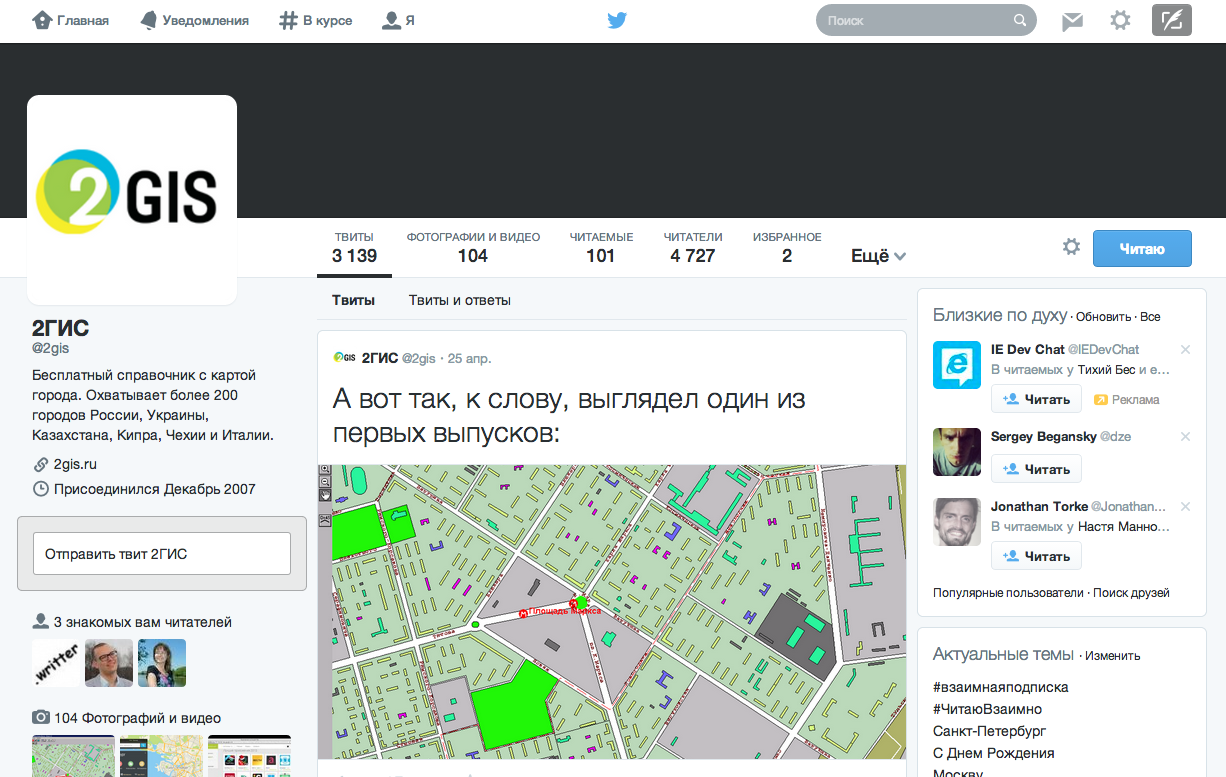 Главная
Уведомления
В курсе
Я
Поиск
2GIS
ТВИТЫ
3 139
ФОТОГРАФИИ И ВИДЕО
104
ЧИТАЕМЫЕ
101
ЧИТАТЕЛИ
4 727
ИЗБРАННОЕ
2
Ещё
Читаю
2ГИС
@2gis
Бесплатный справочник с картой
города. Охватывает более 200
городов России, Украины,
Казахстана, Кипра, Чехии и Италии.
2gis.ru
Присоединился Декабрь 2007
Отправить твит 2ГИС
3 знакомых вам читателей
.writter
104 Фотографий и видео
Твиты
Твиты и ответы
2GIS
2ГИС @2gis · 25 апр.
А вот так, к слову, выглядел один из
первых выпусков:
Площадь Маркса
Титова
Близкие по духу · Обновить · Все
IE Dev Chat @IEDevChat
В читаемых у Тихий Бес и е...
Читать
Реклама
Sergey Begansky @dze
Читать
Jonathan Torke @Jonathan...
В читаемых у Настя Манно...
Читать
Популярные пользователи · Поиск друзей
Актуальные темы · Изменить
#взаимнаяподписка
#ЧитаюВзаимно
Санкт-Петербург
С Днем Рождения
Москву